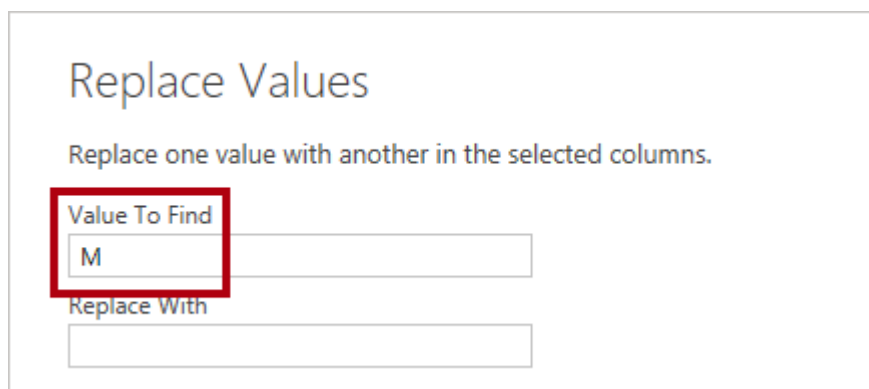 Replace Values
Replace one value with another in the selected columns.
Value To Find
M
Replace With